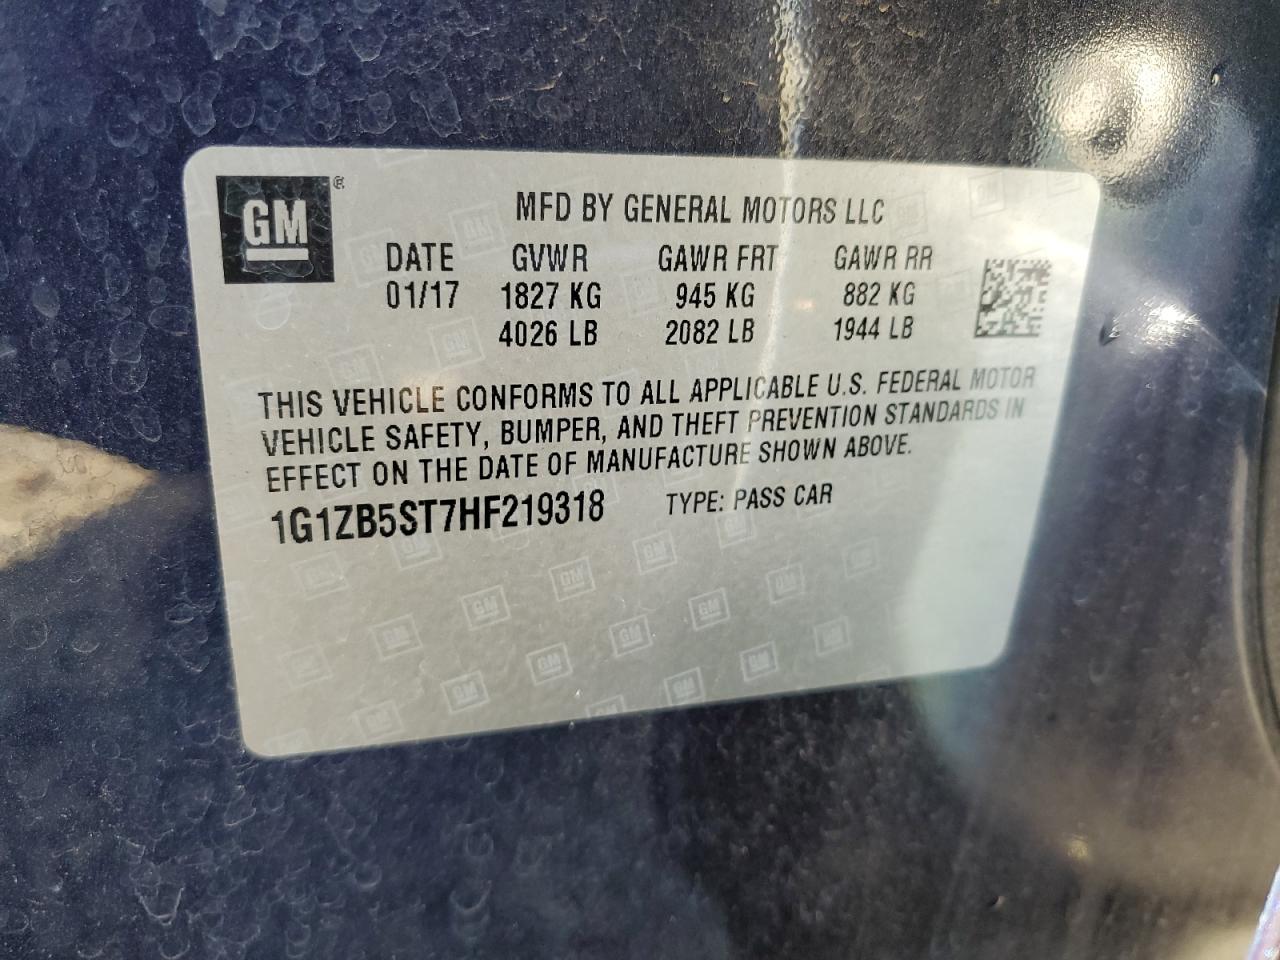 GM®
MFD BY GENERAL MOTORS LLC
DATE GVWR GAWR FRT GAWR RR
01/17 1827 KG 945 KG 882 KG
4026 LB 2082 LB 1944 LB
THIS VEHICLE CONFORMS TO ALL APPLICABLE U.S. FEDERAL MOTOR
VEHICLE SAFETY, BUMPER, AND THEFT PREVENTION STANDARDS IN
EFFECT ON THE DATE OF MANUFACTURE SHOWN ABOVE.
1G1ZB5ST7HF219318 TYPE: PASS CAR